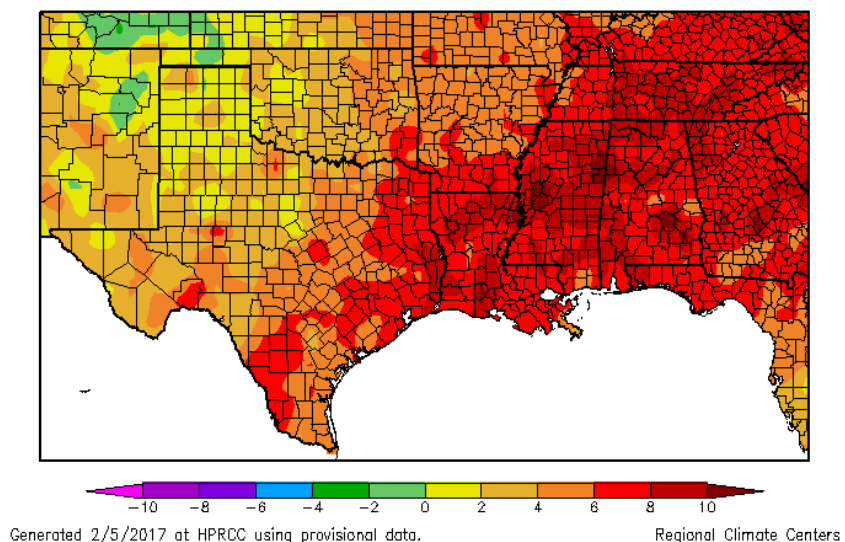 -10 -8 -6 -4 -2 0 2 4 6 8 10
Generated 2/5/2017 at HPRCC using provisional data. Regional Climate Centers